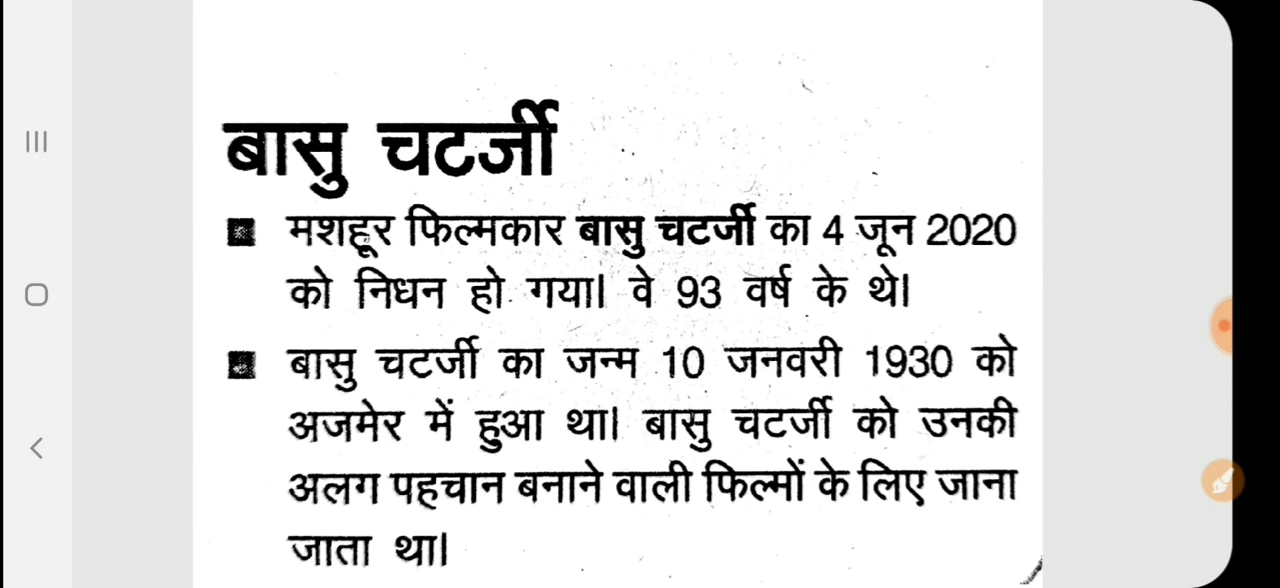 बासु चटर्जी
मशहूर फिल्मकार बासु चटर्जी का 4 जून 2020
को निधन हो गया। वे 93 वर्ष के थे।
बासु चटर्जी का जन्म 10 जनवरी 1930 को
अजमेर में हुआ था। बासु चटर्जी को उनकी
अलग पहचान बनाने वाली फिल्मों के लिए जाना
जाता था।